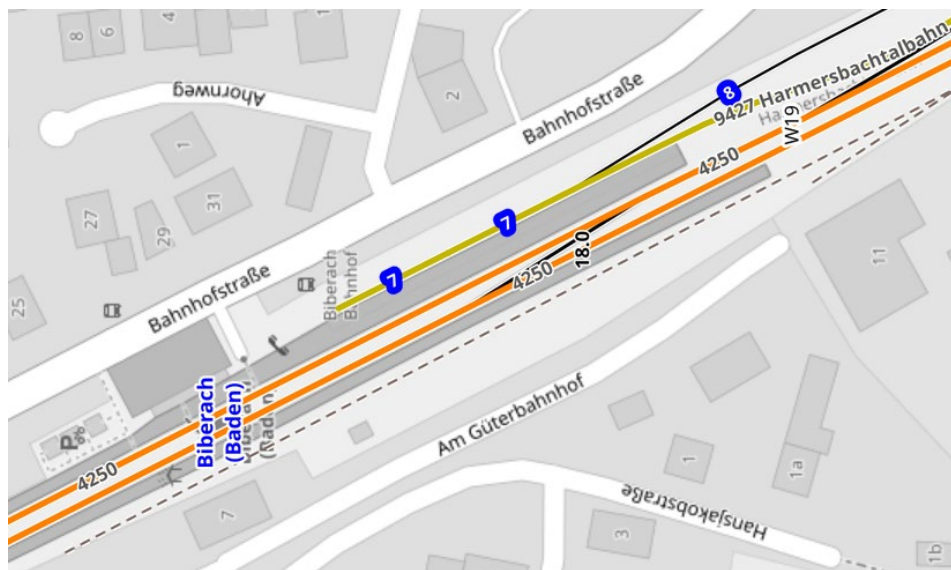 8
6
4
1
2
Ahornweg
Bahnhofstraße
8
9427 Harmersbachtalbahn
W19
4250
1
31
27
29
7
18.0
4250
11
Biberach
Bahnhof
7
Bahnhofstraße
25
Biberach
(Baden)
Am Güterbahnhof
P%
4250
7
1
1a
Hansjakobstraße
3
1b